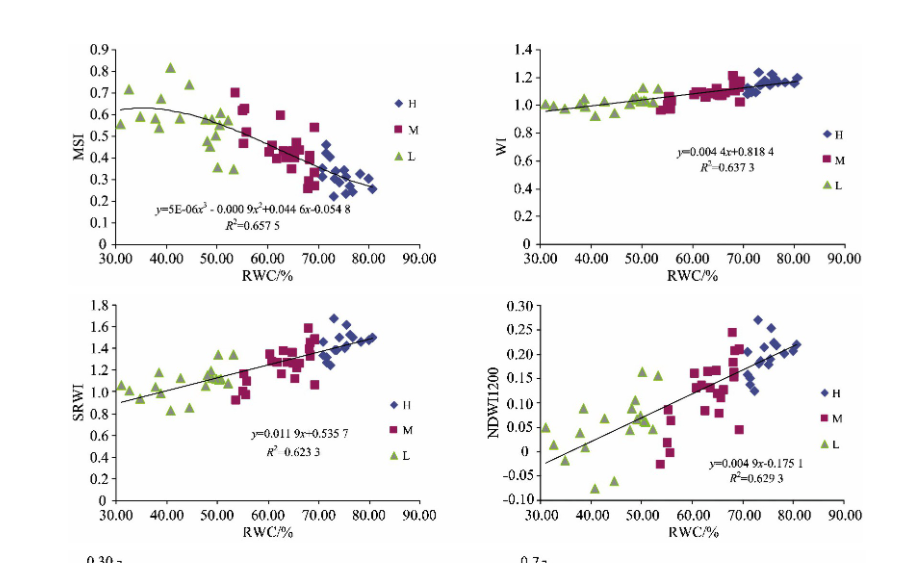 0.9
0.8
0.7
0.6
0.5
0.4
0.3
0.2
0.1
0
MSI
H
M
L
y=5E-06x³ - 0.000 9x²+0.044 6x-0.054 8
R²=0.657 5
30.00 40.00 50.00 60.00 70.00 80.00 90.00
RWC/%
1.4
1.2
1.0
0.8
0.6
0.4
0.2
0
WI
H
M
L
y=0.004 4x+0.818 4
R²=0.637 3
30.00 40.00 50.00 60.00 70.00 80.00 90.00
RWC/%
1.8
1.6
1.4
1.2
1.0
0.8
0.6
0.4
0.2
0
SRWI
H
M
L
y=0.011 9x+0.535 7
R²=0.623 3
30.00 40.00 50.00 60.00 70.00 80.00 90.00
RWC/%
0.30
0.25
0.20
0.15
0.10
0.05
0
-0.05
-0.10
NDWI1200
H
M
L
y=0.004 9x-0.175 1
R²=0.629 3
30.00 40.00 50.00 60.00 70.00 80.00 90.00
RWC/%
0.30
0.7